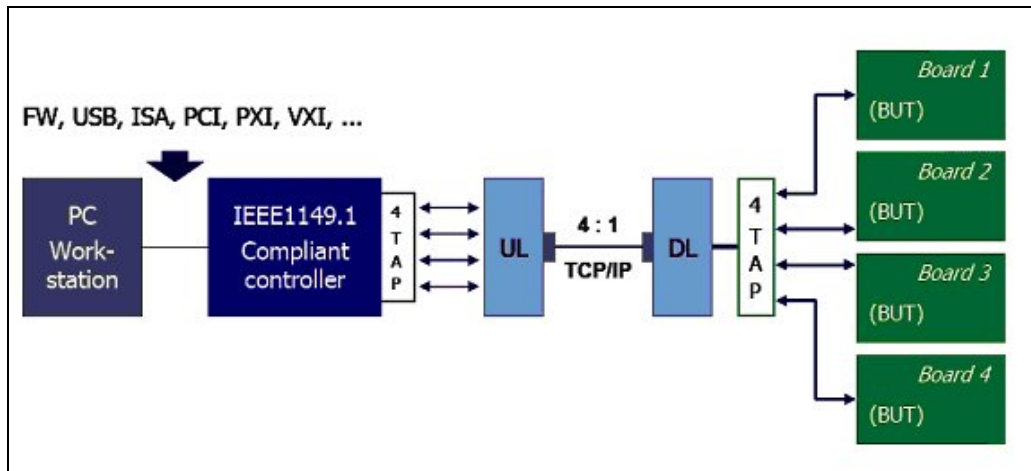 FW, USB, ISA, PCI, PXI, VXI, ...
PC
Work-
station
IEEE1149.1
Compliant
controller
4
T
A
P
UL
4 : 1
TCP/IP
DL
4
T
A
P
Board 1
(BUT)
Board 2
(BUT)
Board 3
(BUT)
Board 4
(BUT)